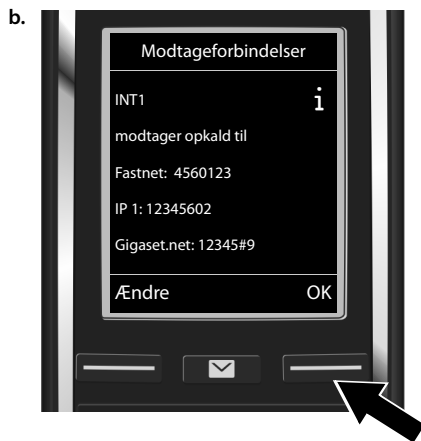 b.
Modtageforbindelser
INT1 i
modtager opkald til
Fastnet: 4560123
IP 1: 12345602
Gigaset.net: 12345#9
Ændre OK